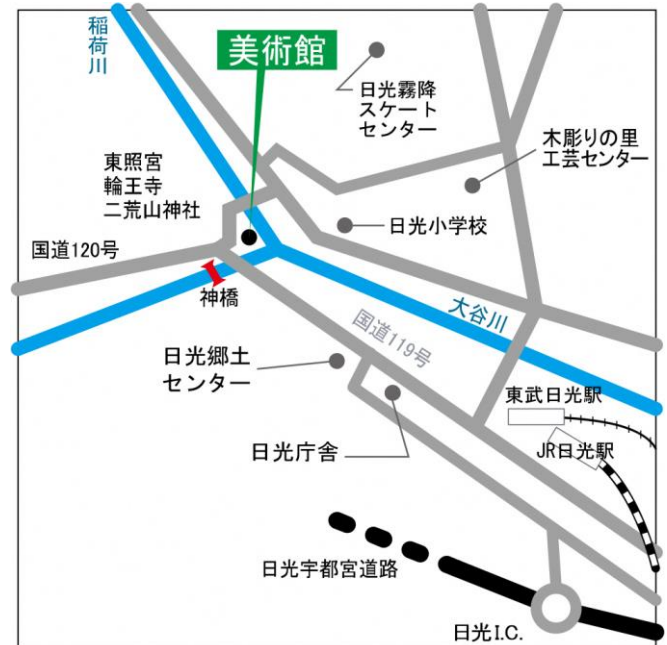 稲荷川
美術館
日光霧降
スケート
センター
木彫りの里
工芸センター
東照宮
輪王寺
二荒山神社
日光小学校
国道120号
神橋
大谷川
国道119号
日光郷土
センター
東武日光駅
日光庁舎
JR日光駅
日光宇都宮道路
日光I.C.